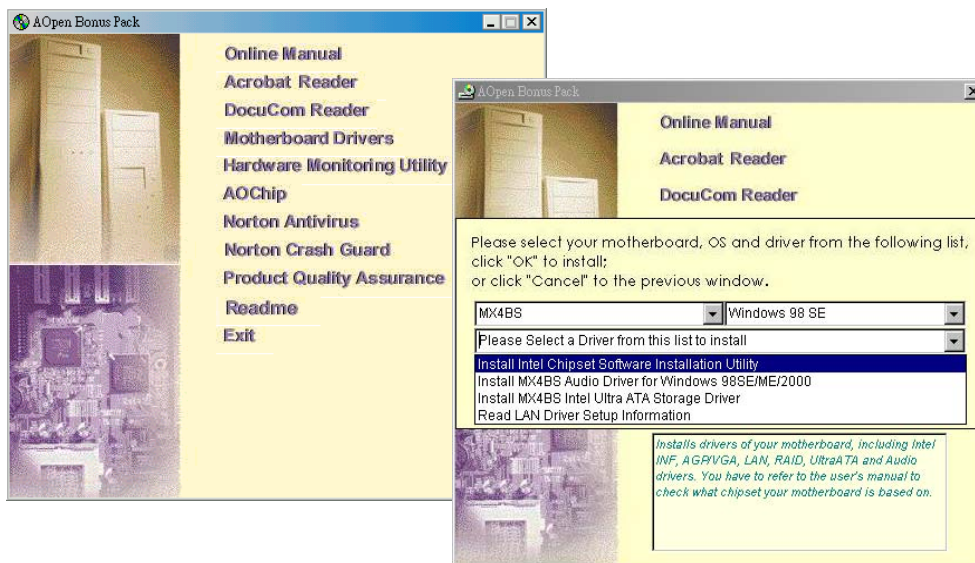 AOpen Bonus Pack
Online Manual
Acrobat Reader
DocuCom Reader
Motherboard Drivers
Hardware Monitoring Utility
AOChip
Norton Antivirus
Norton Crash Guard
Product Quality Assurance
Readme
Exit
AOpen Bonus Pack
Online Manual
Acrobat Reader
DocuCom Reader
Please select your motherboard, OS and driver from the following list,
click "OK" to install;
or click "Cancel" to the previous window.
MX4BS
Windows 98 SE
Please Select a Driver from this list to install
Install Intel Chipset Software Installation Utility
Install MX4BS Audio Driver for Windows 98SE/ME/2000
Install MX4BS Intel Ultra ATA Storage Driver
Read LAN Driver Setup Information
Installs drivers of your motherboard, including Intel
INF, AGP/VGA, LAN, RAID, UltraATA and Audio
drivers. You have to refer to the user's manual to
check what chipset your motherboard is based on.